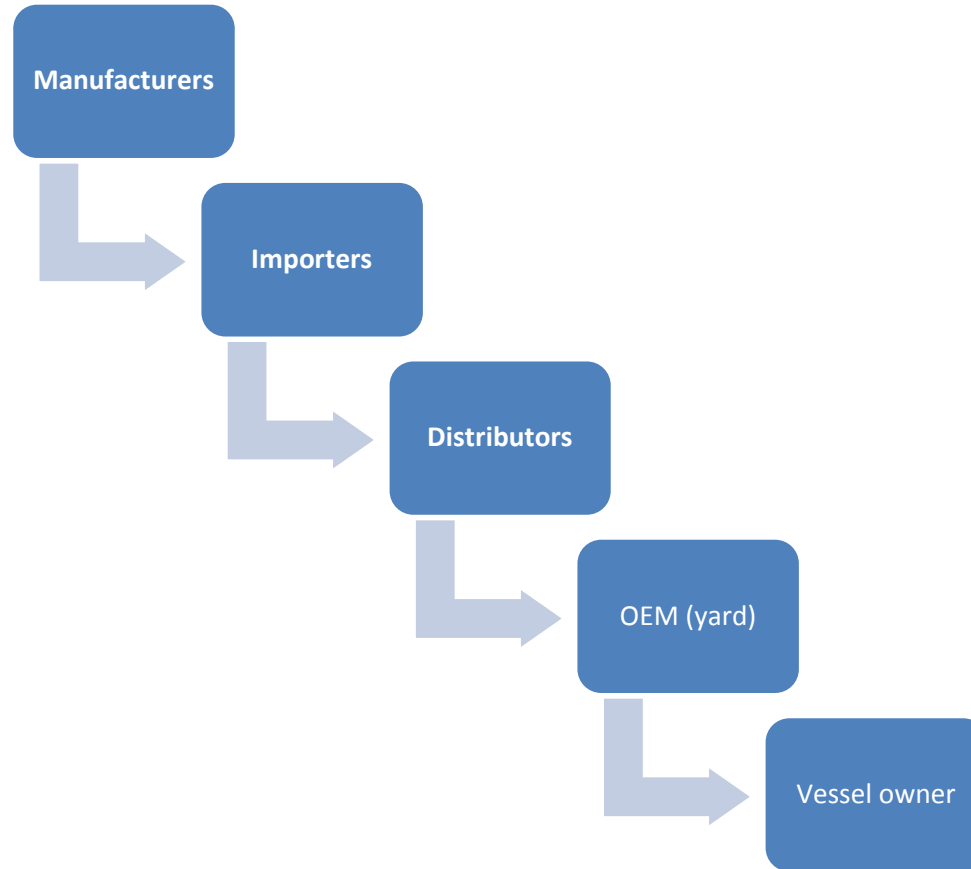 Manufacturers
Importers
Distributors
OEM (yard)
Vessel owner